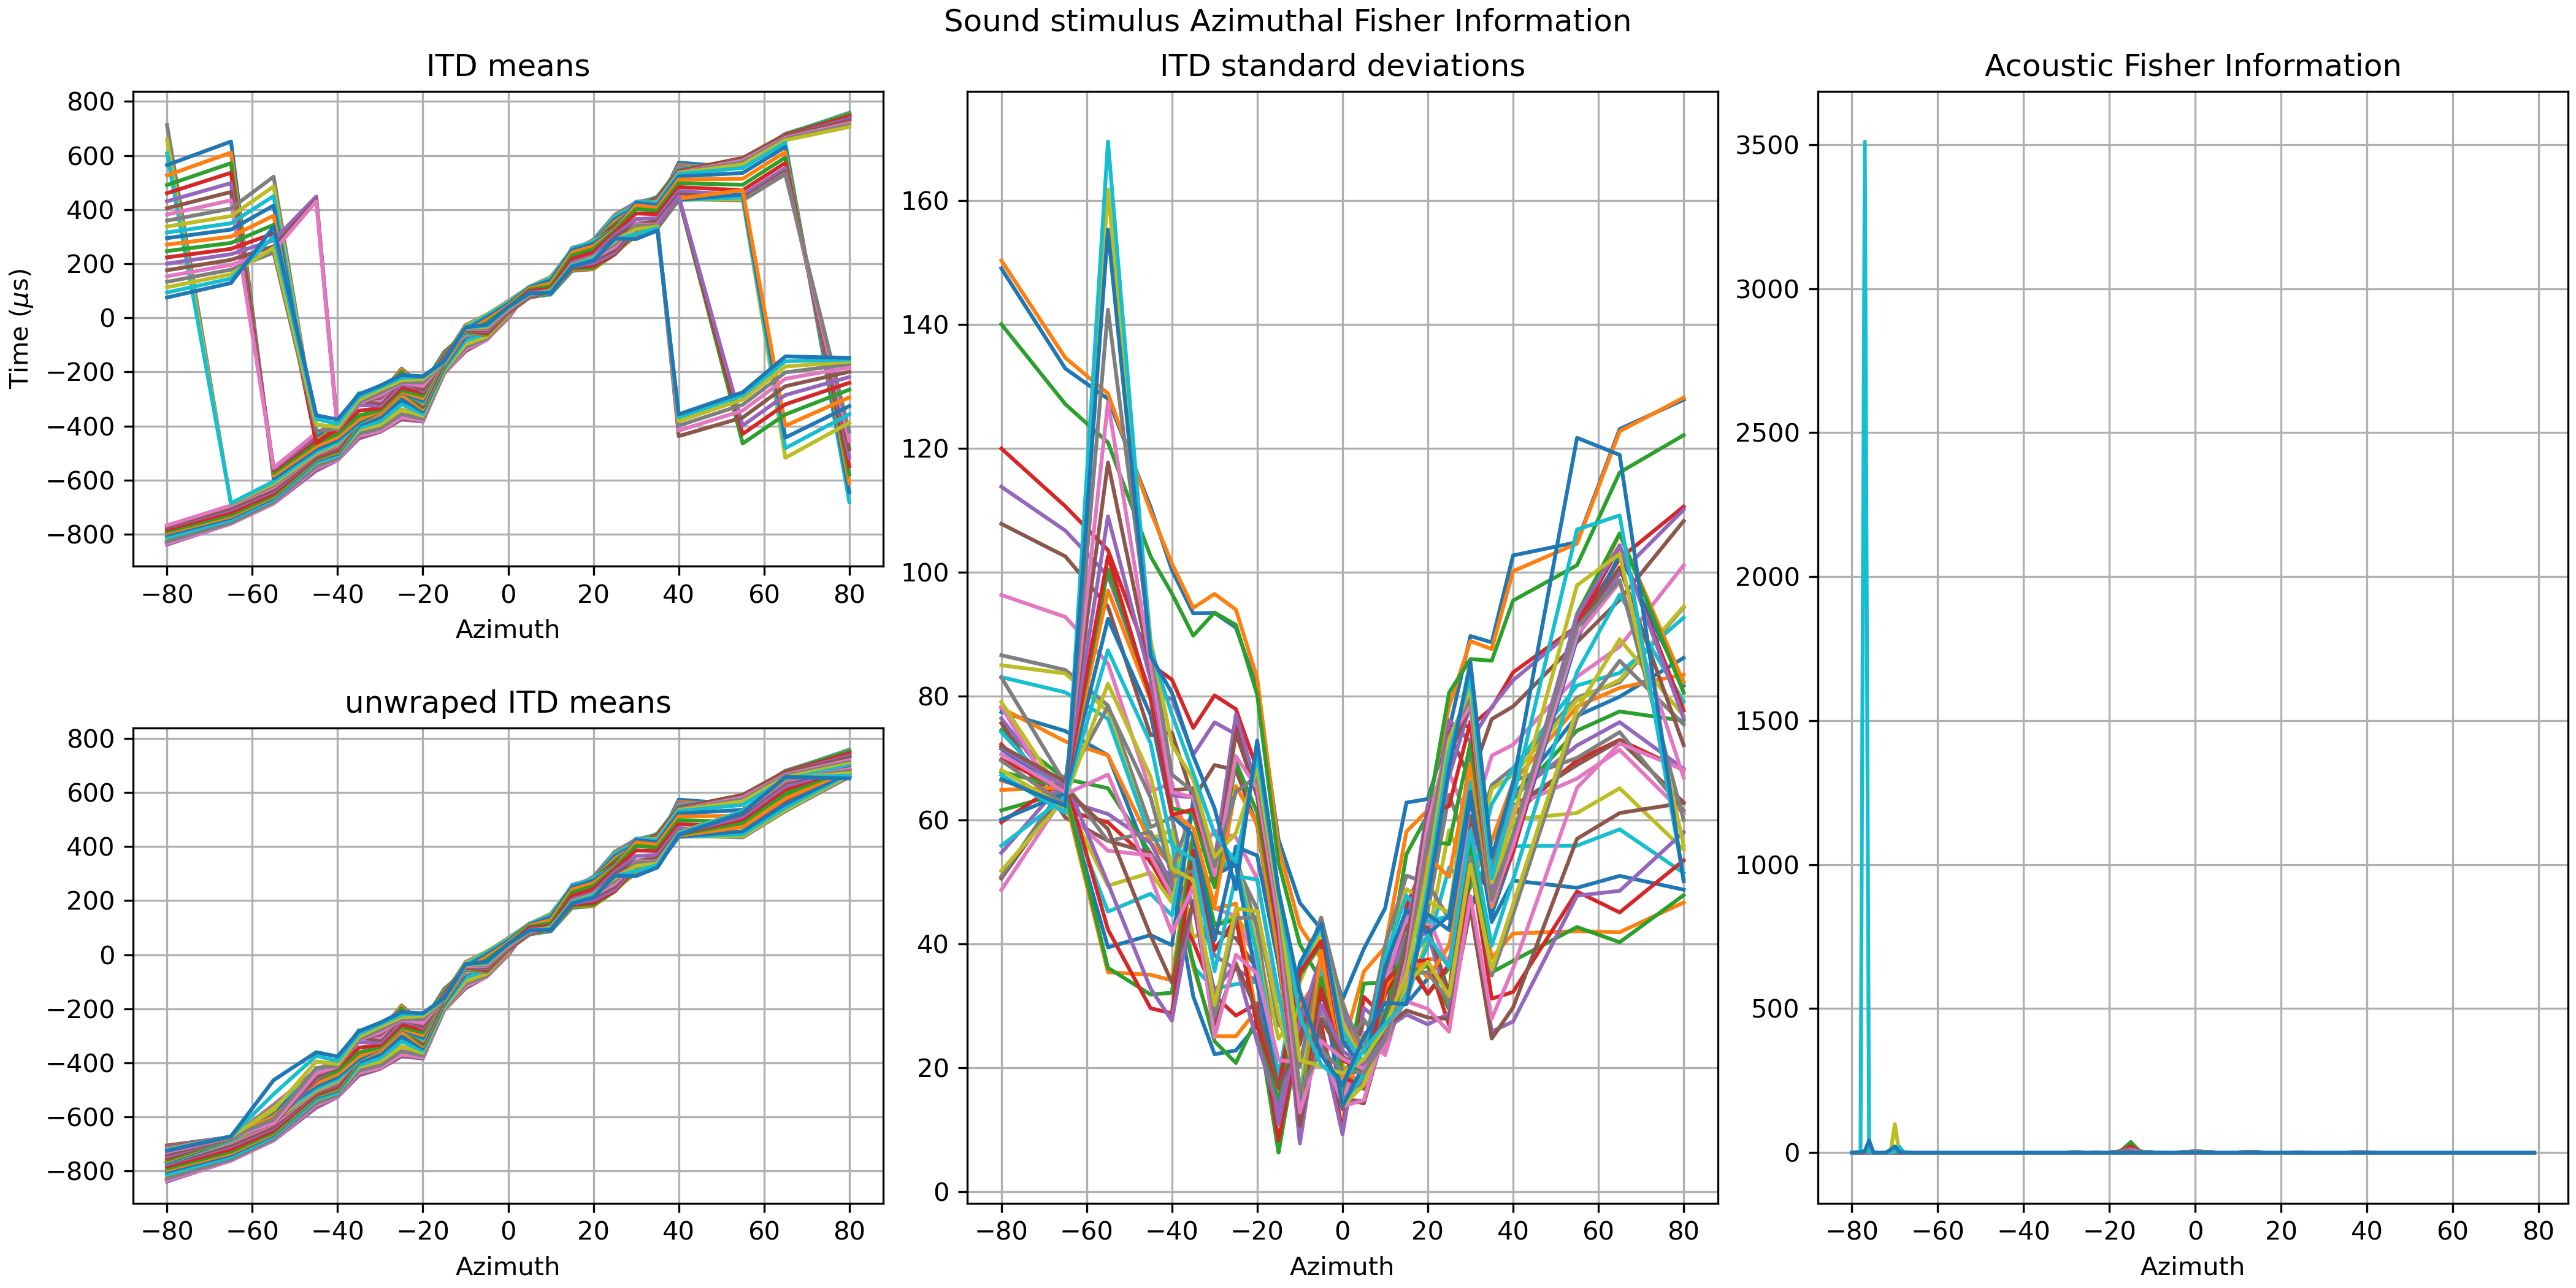 Sound stimulus Azimuthal Fisher Information
ITD means
800
600
400
200
0
−200
−400
−600
−800
Time (μs)
−80 −60 −40 −20 0 20 40 60 80
Azimuth
unwraped ITD means
800
600
400
200
0
−200
−400
−600
−800
−80 −60 −40 −20 0 20 40 60 80
Azimuth
ITD standard deviations
160
140
120
100
80
60
40
20
0
−80 −60 −40 −20 0 20 40 60 80
Azimuth
Acoustic Fisher Information
3500
3000
2500
2000
1500
1000
500
0
−80 −60 −40 −20 0 20 40 60 80
Azimuth